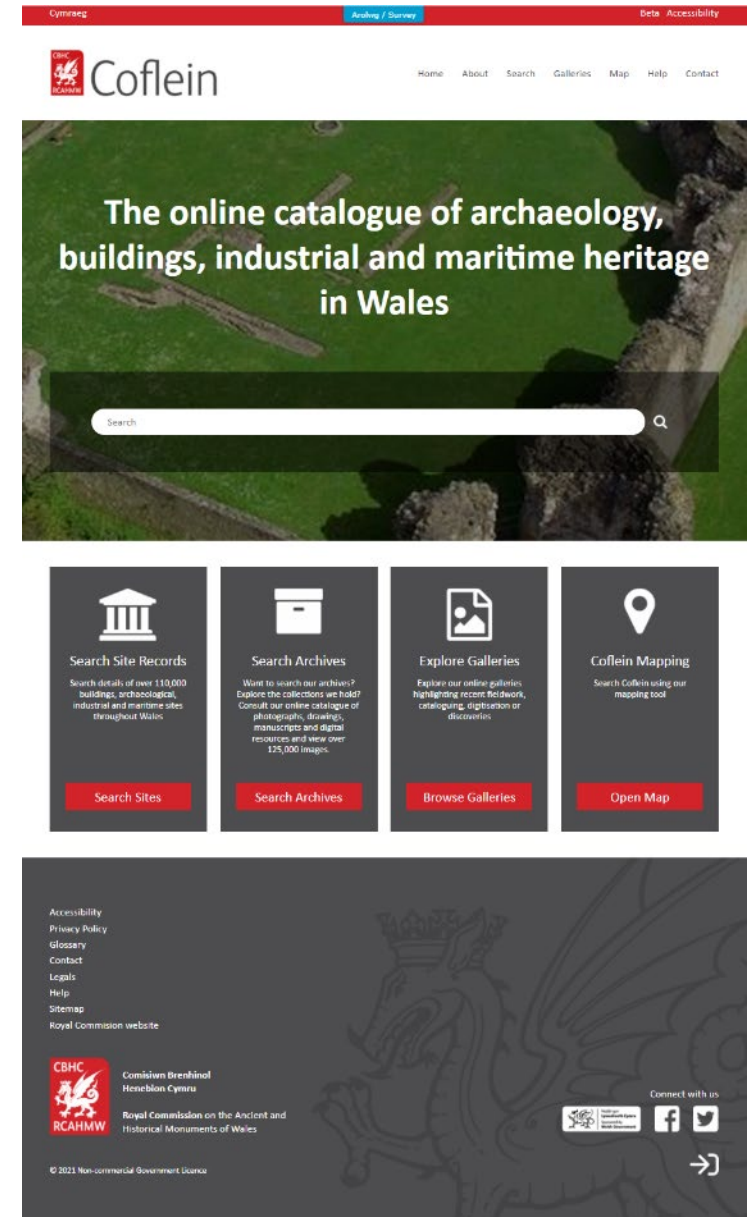 Cymraeg
Arolwg / Survey
Beta Accessibility
CBHC
RCAHMW
Coflein
Home About Search Galleries Map Help Contact
The online catalogue of archaeology,
buildings, industrial and maritime heritage
in Wales
Search
Search Site Records
Search details of over 110,000
buildings, archaeological,
industrial and maritime sites
throughout Wales
Search Sites
Search Archives
Want to search our archives?
Explore the collections we hold?
Consult our online catalogue of
photographs, drawings,
manuscripts and digital
resources and view over
125,000 images.
Search Archives
Explore Galleries
Explore our online galleries
highlighting recent fieldwork,
cataloguing, digitisation or
discoveries
Browse Galleries
Coflein Mapping
Search Coflein using our
mapping tool
Open Map
Accessibility
Privacy Policy
Glossary
Contact
Legals
Help
Sitemap
Royal Commision website
CBHC
RCAHMW
Comisiwn Brenhinol
Henebion Cymru
Royal Commission on the Ancient and
Historical Monuments of Wales
Connect with us
© 2021 Non-commercial Government Licence